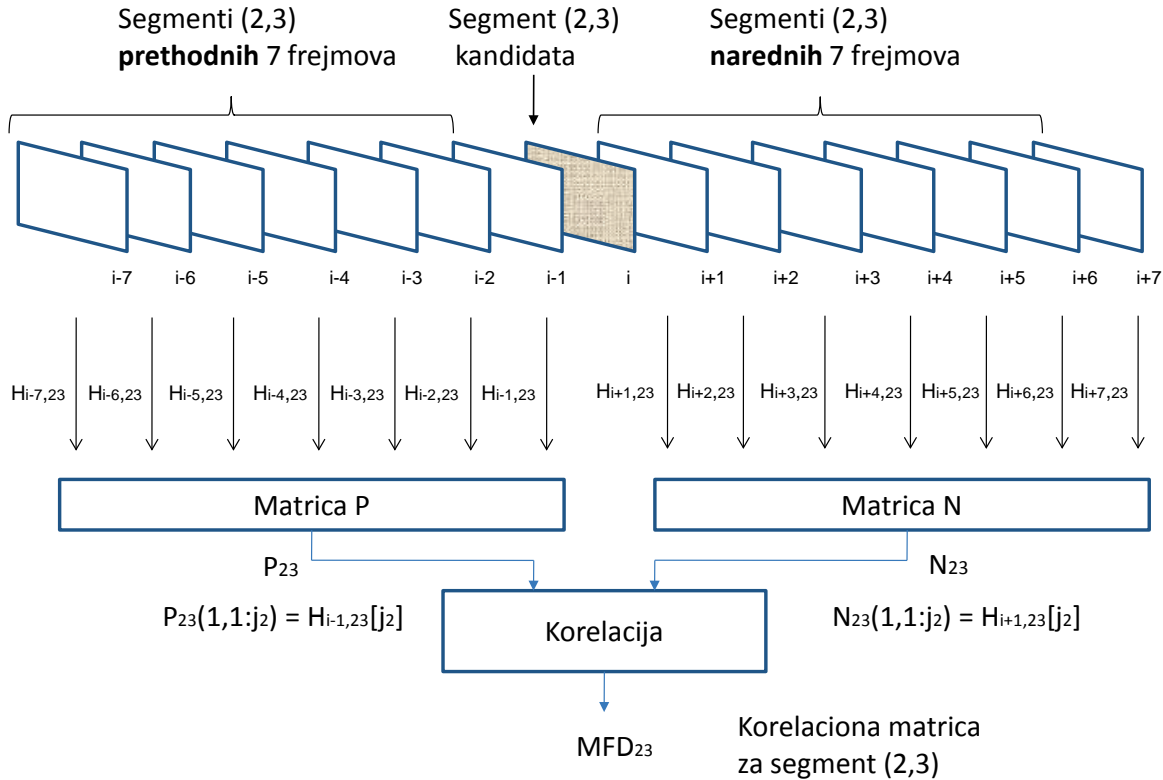 Segmenti (2,3)
prethodnih 7 frejmova
Segment (2,3)
kandidata
Segmenti (2,3)
narednih 7 frejmova
i-7 i-6 i-5 i-4 i-3 i-2 i-1 i i+1 i+2 i+3 i+4 i+5 i+6 i+7
Hi-7,23 Hi-6,23 Hi-5,23 Hi-4,23 Hi-3,23 Hi-2,23 Hi-1,23 Hi+1,23 Hi+2,23 Hi+3,23 Hi+4,23 Hi+5,23 Hi+6,23 Hi+7,23
Matrica P
Matrica N
P23
N23
P23(1,1:j2) = Hi-1,23[j2]
Korelacija
N23(1,1:j2) = Hi+1,23[j2]
MFD23
Korelaciona matrica
za segment (2,3)